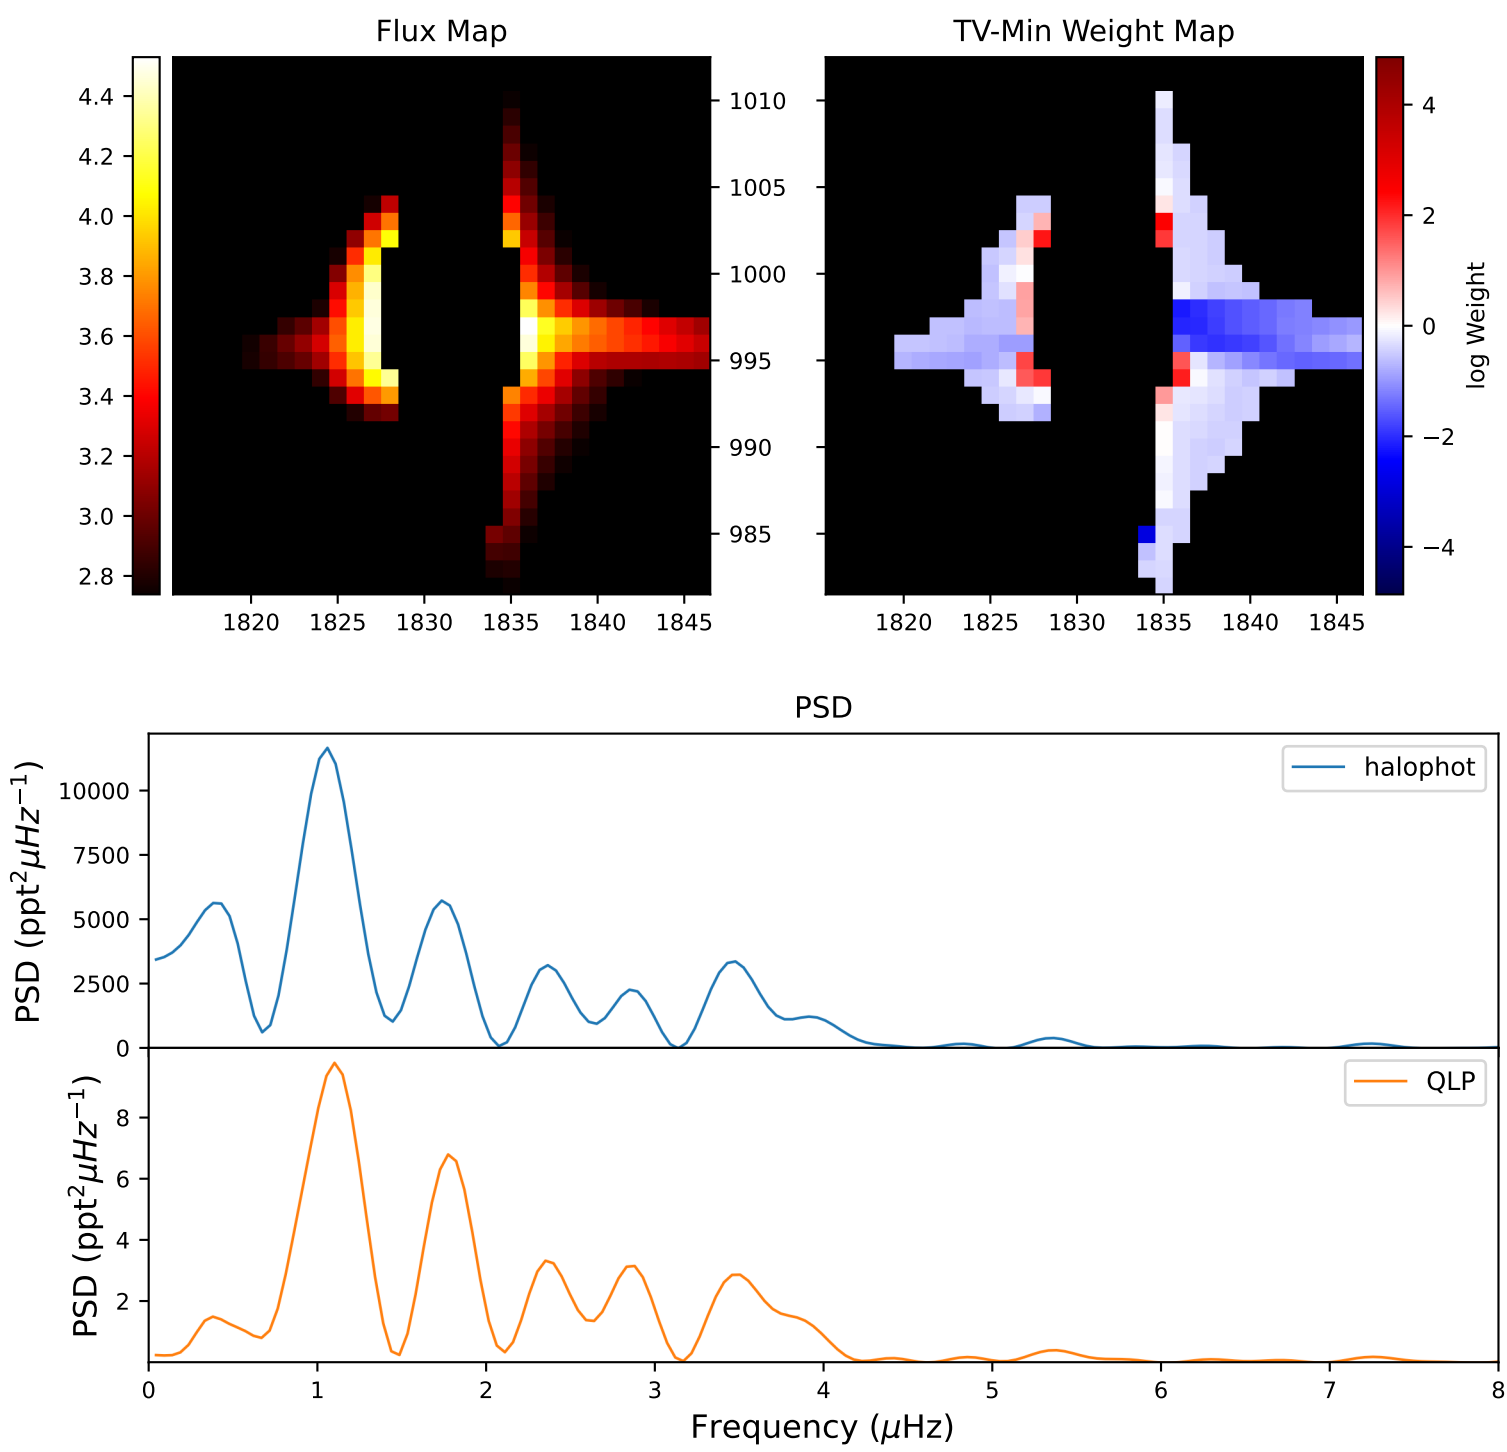 Flux Map
TV-Min Weight Map
4.4
4.2
4.0
3.8
3.6
3.4
3.2
3.0
2.8
1010
1005
1000
995
990
985
1820 1825 1830 1835 1840 1845
1820 1825 1830 1835 1840 1845
4
2
0
−2
−4
log Weight
PSD
PSD (ppt²μHz⁻¹)
10000
7500
5000
2500
0
halophot
PSD (ppt²μHz⁻¹)
8
6
4
2
QLP
0 1 2 3 4 5 6 7 8
Frequency (μHz)